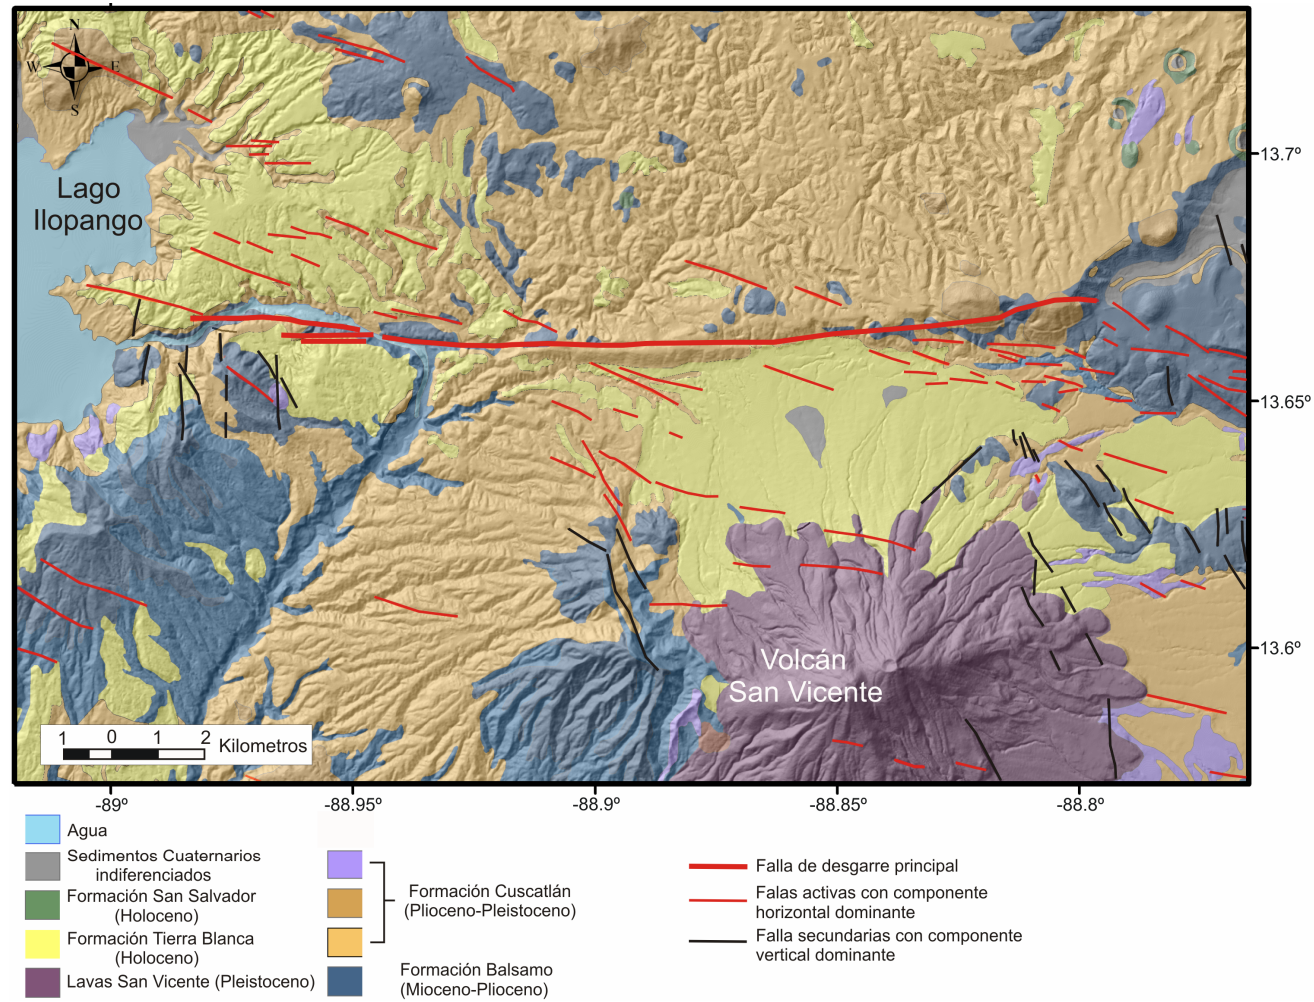 N
W
E
S
Lago
Ilopango
Volcán
San Vicente
13.7º
13.65º
13.6º
1 0 1 2 Kilometros
-89º -88.95º -88.9º -88.85º -88.8º
Agua
Sedimentos Cuaternarios
indiferenciados
Formación San Salvador
(Holoceno)
Formación Tierra Blanca
(Holoceno)
Lavas San Vicente (Pleistoceno)
Formación Cuscatlán
(Plioceno-Pleistoceno)
Formación Balsamo
(Mioceno-Plioceno)
Falla de desgarre principal
Falas activas con componente
horizontal dominante
Falla secundarias con componente
vertical dominante